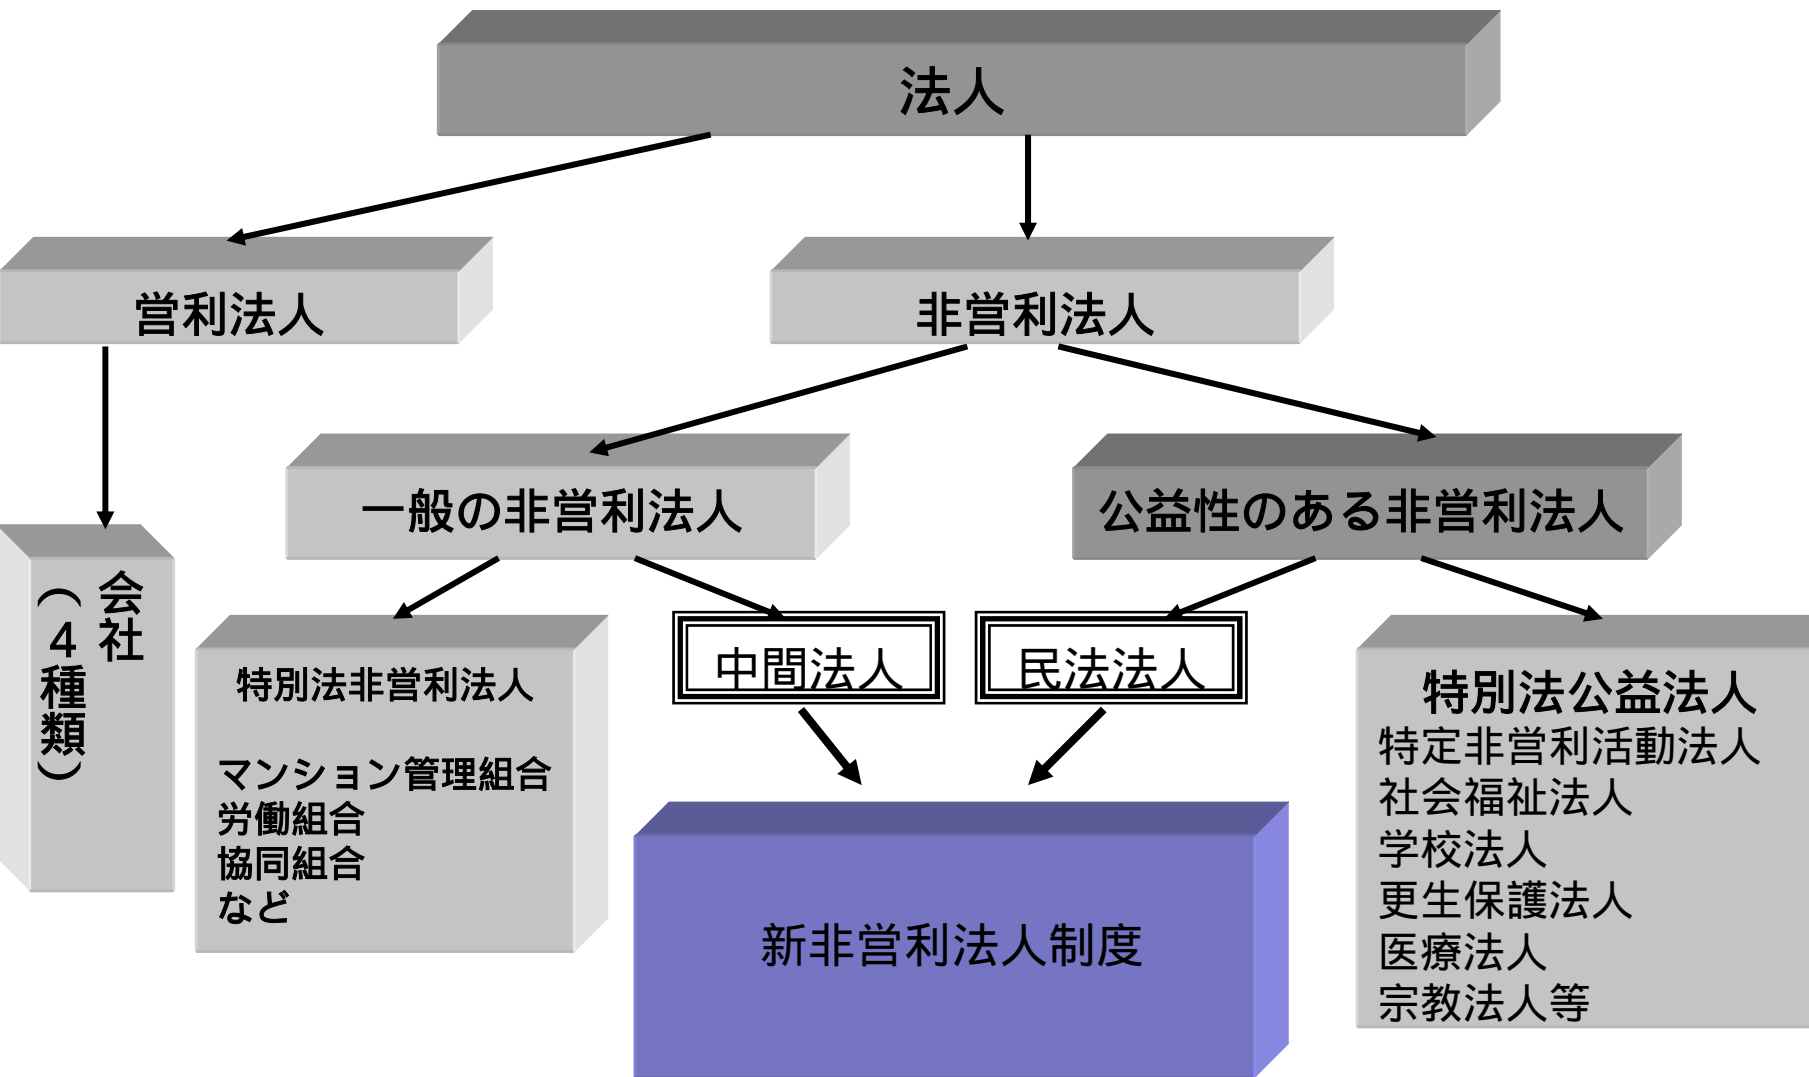 法人
営利法人
非営利法人
一般の非営利法人
公益性のある非営利法人
会社
（４種類）
特別法非営利法人
マンション管理組合
労働組合
協同組合
など
中間法人
民法法人
特別法公益法人
特定非営利活動法人
社会福祉法人
学校法人
更生保護法人
医療法人
宗教法人等
新非営利法人制度